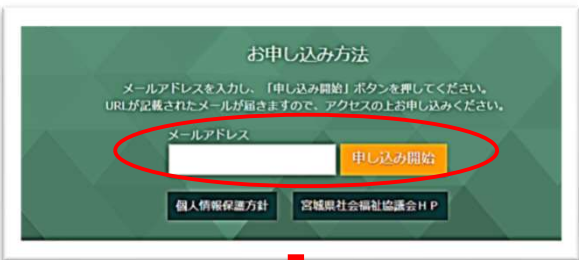 お申し込み方法
メールアドレスを入力し、「申し込み開始」ボタンを押してください。
URLが記載されたメールが届きますので、アクセスの上お申し込みください。
メールアドレス
申し込み開始
個人情報保護方針
宮城県社会福祉協議会HP